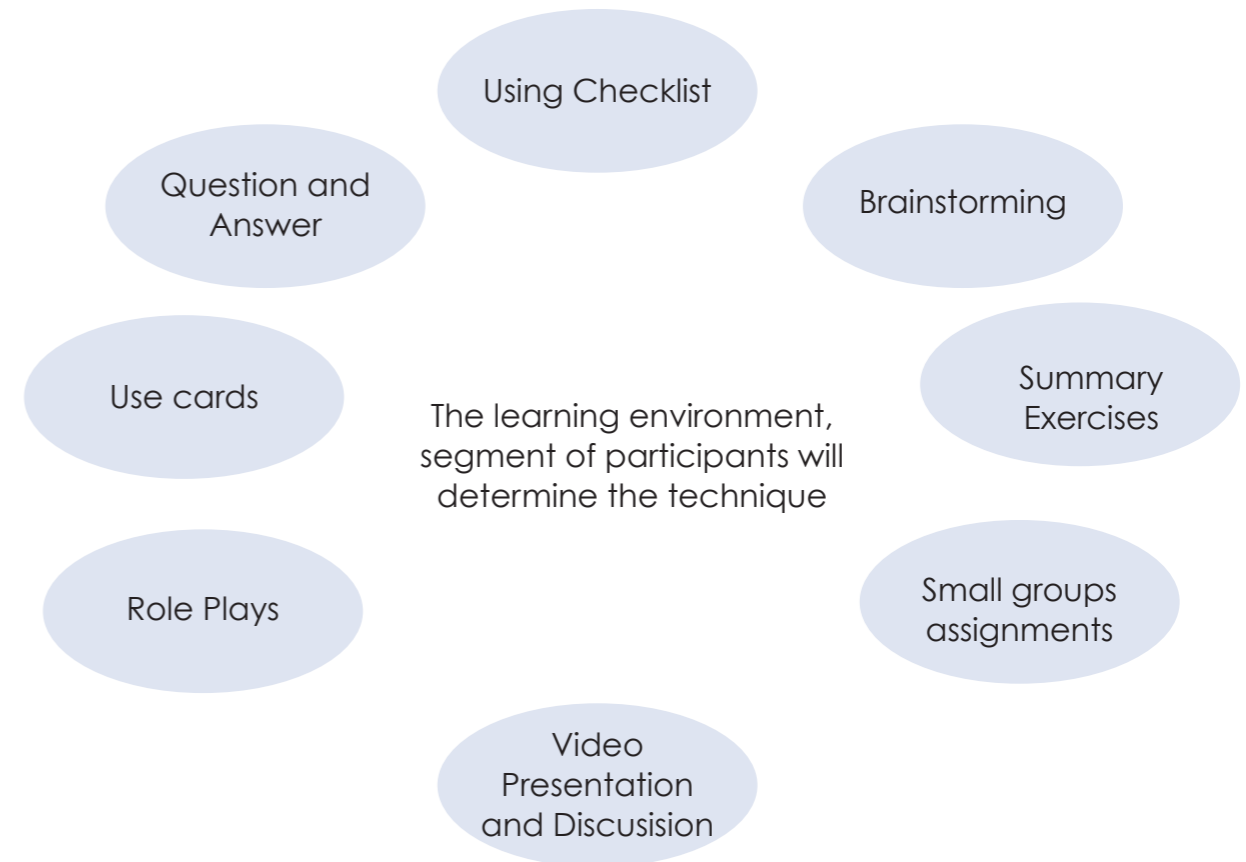 Using Checklist
Question and
Answer
Brainstorming
Use cards
Summary
Exercises
The learning environment,
segment of participants will
determine the technique
Role Plays
Small groups
assignments
Video
Presentation
and Discusision